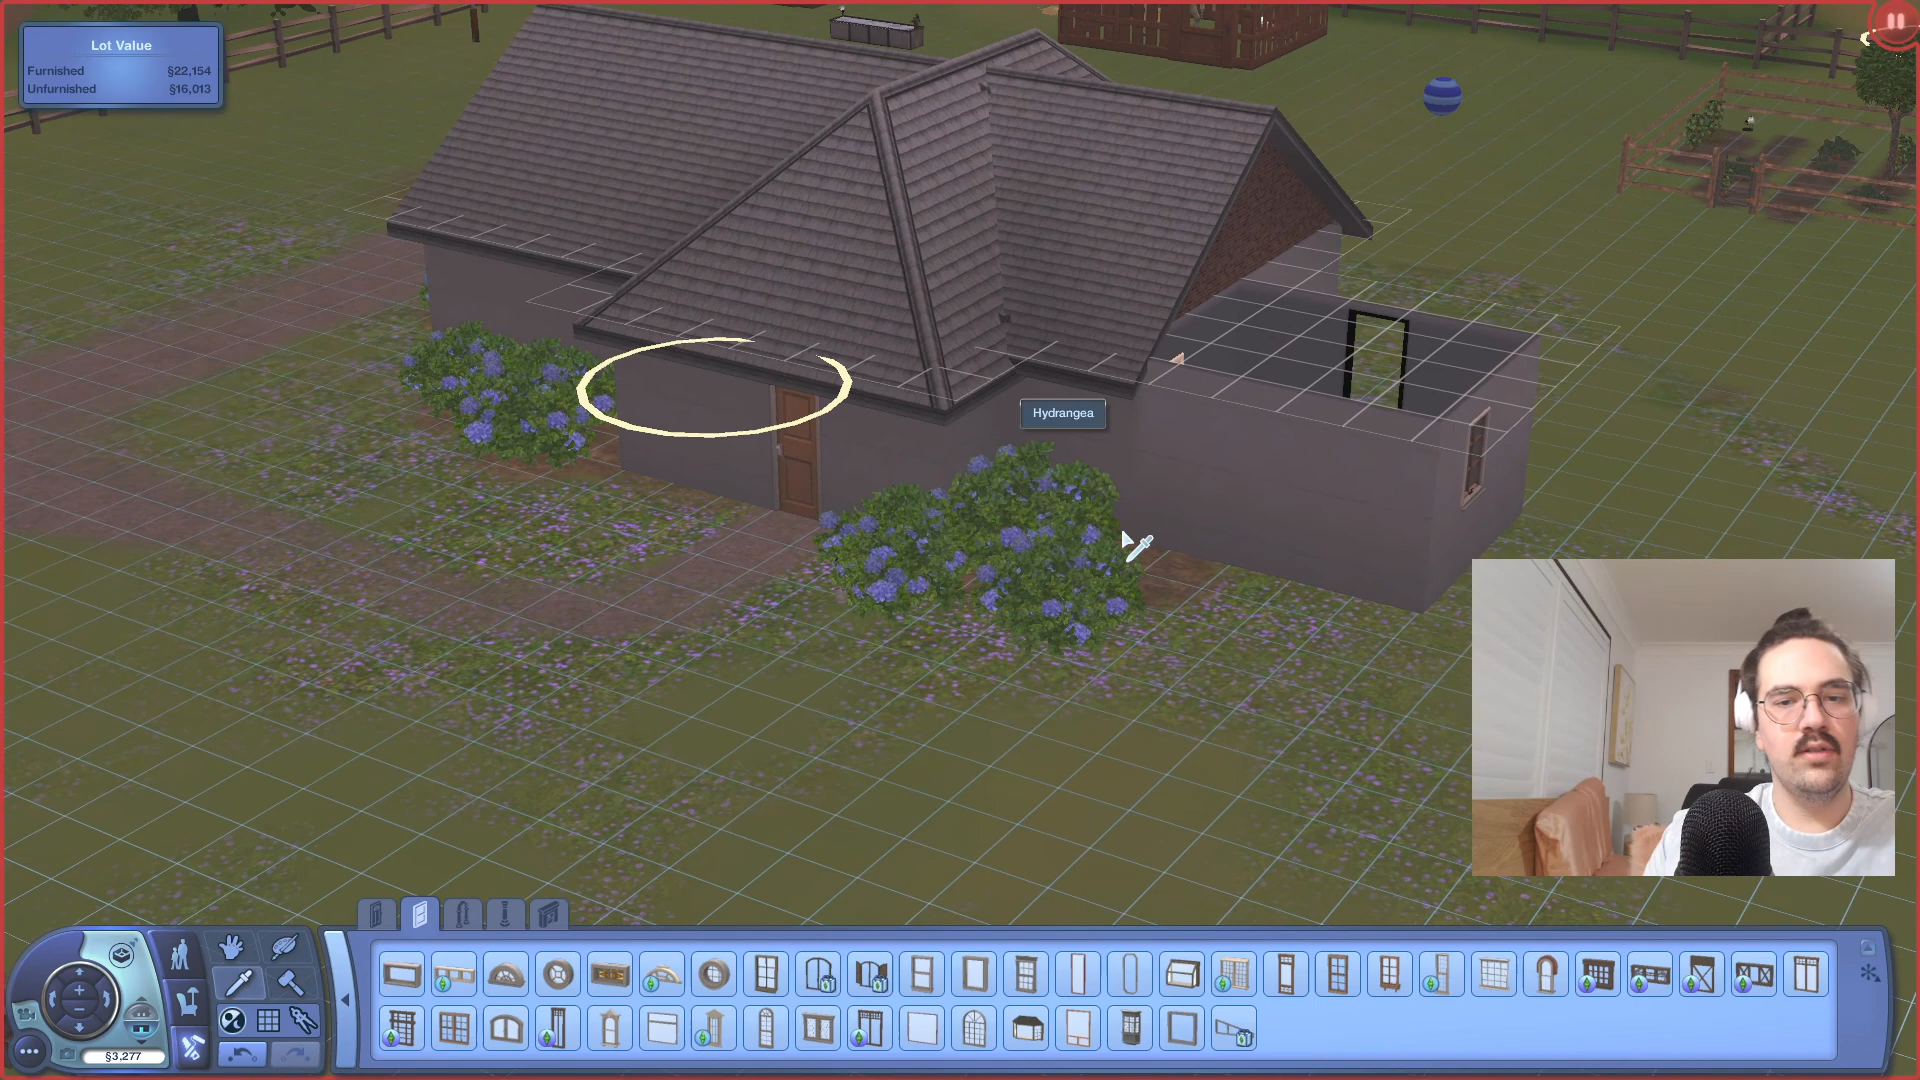 Lot Value
Furnished §22,154
Unfurnished §16,013
Hydrangea
§3,277